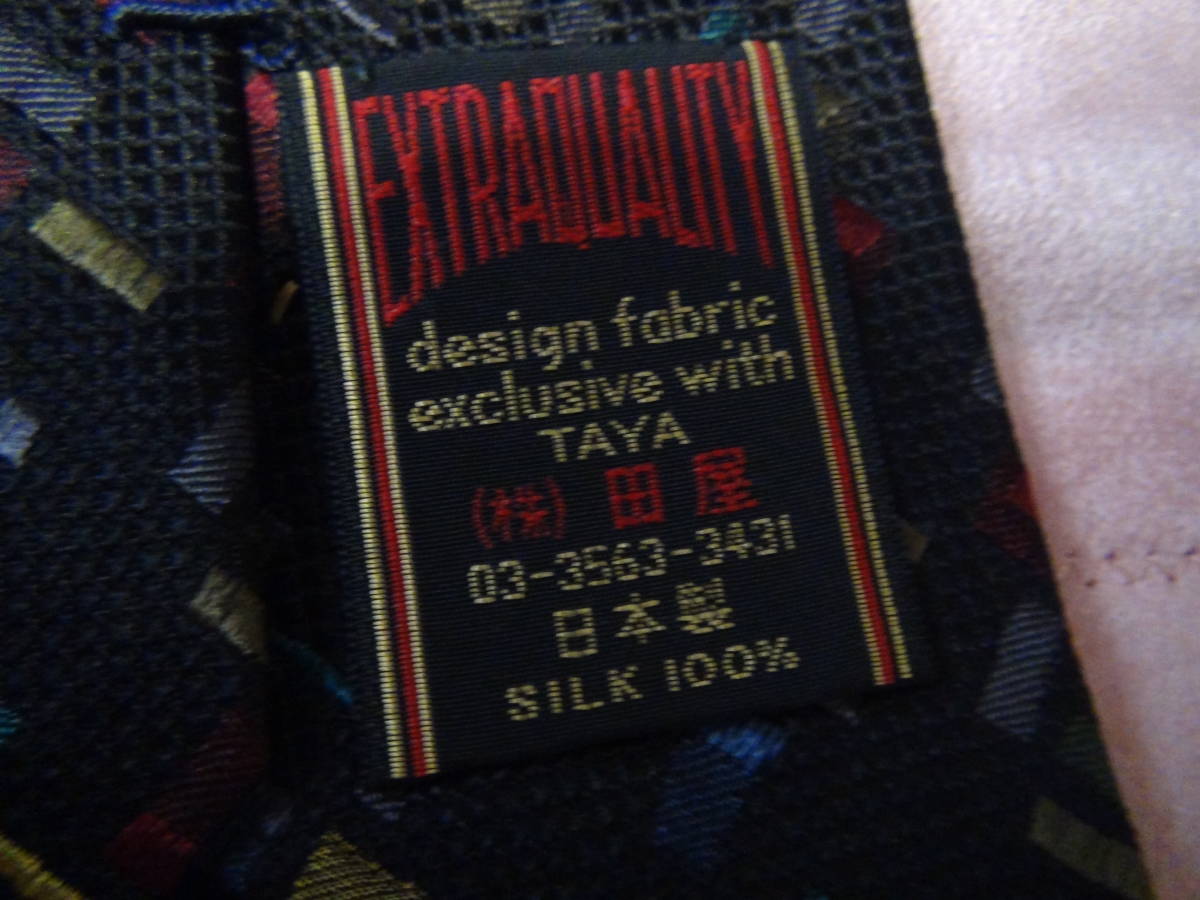 EXTRAQUALITY
design fabric
exclusive with
TAYA
(株) 田屋
03-3563-3431
日本製
SILK 100%